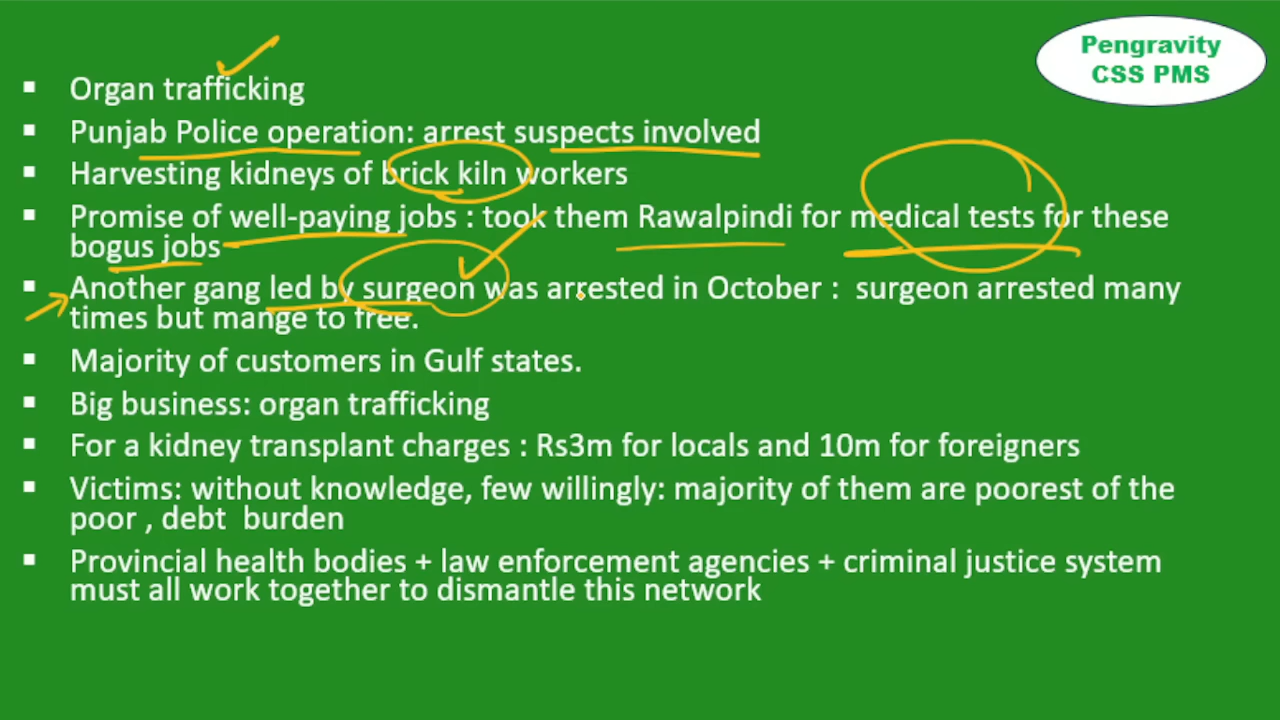 Pengravity
CSS PMS
▪ Organ trafficking
▪ Punjab Police operation: arrest suspects involved
▪ Harvesting kidneys of brick kiln workers
▪ Promise of well-paying jobs : took them Rawalpindi for medical tests for these
bogus jobs
▪ Another gang led by surgeon was arrested in October : surgeon arrested many
times but mange to free.
▪ Majority of customers in Gulf states.
▪ Big business: organ trafficking
▪ For a kidney transplant charges : Rs3m for locals and 10m for foreigners
▪ Victims: without knowledge, few willingly: majority of them are poorest of the
poor , debt burden
▪ Provincial health bodies + law enforcement agencies + criminal justice system
must all work together to dismantle this network